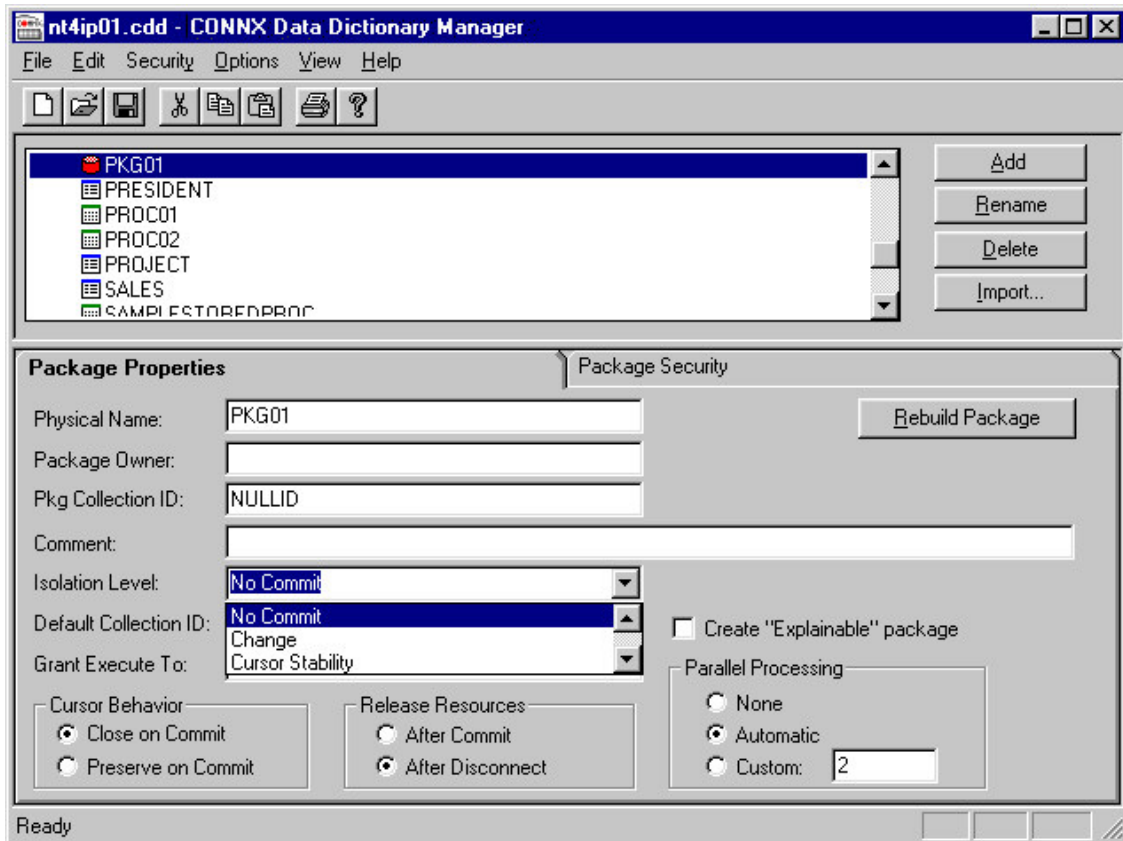 nt4ip01.cdd - CONNX Data Dictionary Manager
File Edit Security Options View Help
PKG01
PRESIDENT
PROC01
PROC02
PROJECT
SALES
SAMPLESTOREDPROC
Add
Rename
Delete
Import...
Package Properties
Package Security
Physical Name: PKG01
Rebuild Package
Package Owner:
Pkg Collection ID: NULLID
Comment:
Isolation Level: No Commit
No Commit
Change
Cursor Stability
Default Collection ID:
Grant Execute To:
Create "Explainable" package
Cursor Behavior
Close on Commit
Preserve on Commit
Release Resources
After Commit
After Disconnect
Parallel Processing
None
Automatic
Custom: 2
Ready